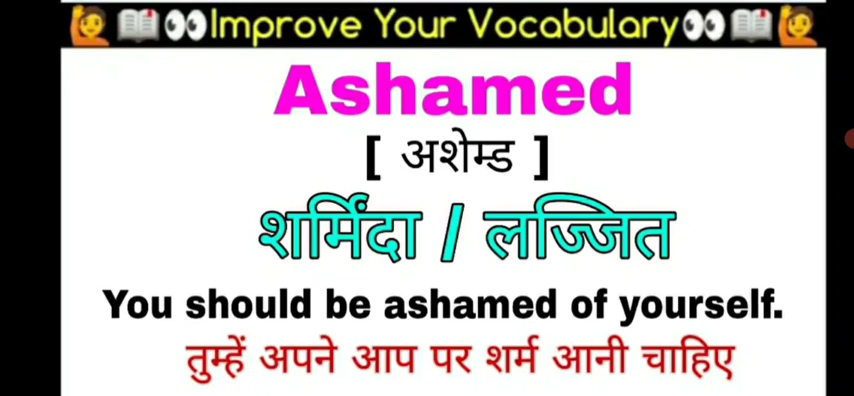 🙋📖👀Improve Your Vocabulary👀📖🙋
Ashamed
[ अशेम्ड ]
शर्मिंदा / लज्जित
You should be ashamed of yourself.
तुम्हें अपने आप पर शर्म आनी चाहिए